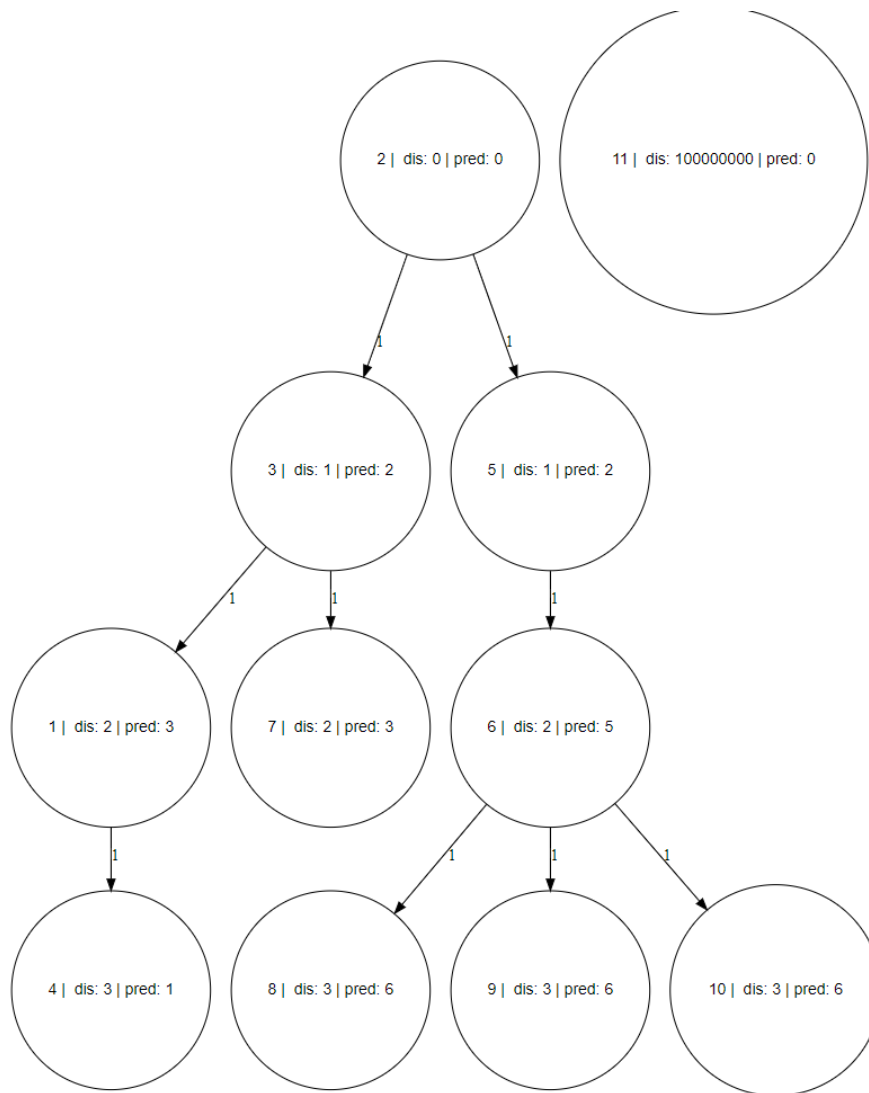 2 | dis: 0 | pred: 0
11 | dis: 100000000 | pred: 0
1
1
3 | dis: 1 | pred: 2
5 | dis: 1 | pred: 2
1
1
1
1 | dis: 2 | pred: 3
7 | dis: 2 | pred: 3
6 | dis: 2 | pred: 5
1
1
1
1
4 | dis: 3 | pred: 1
8 | dis: 3 | pred: 6
9 | dis: 3 | pred: 6
10 | dis: 3 | pred: 6